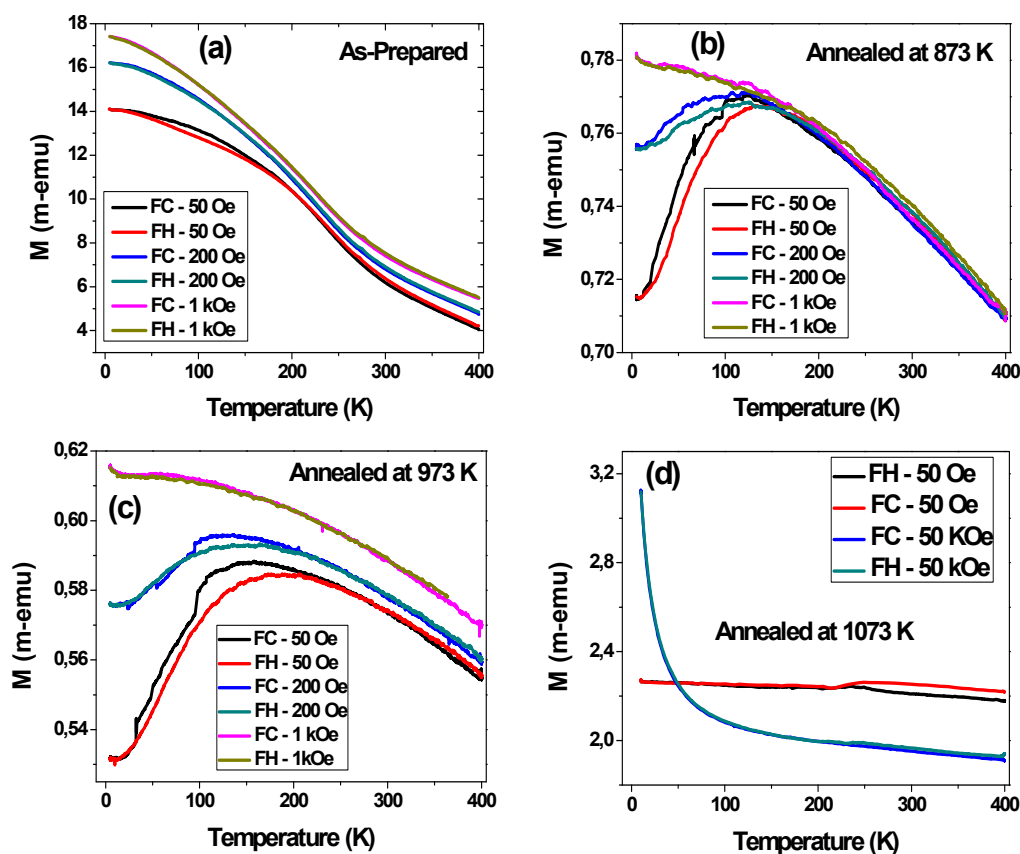 (a)
As-Prepared
18
16
14
12
10
8
6
4
M (m-emu)
FC - 50 Oe
FH - 50 Oe
FC - 200 Oe
FH - 200 Oe
FC - 1 kOe
FH - 1 kOe
0 100 200 300 400
Temperature (K)
(b)
Annealed at 873 K
0,78
0,76
0,74
0,72
0,70
M (m-emu)
FC - 50 Oe
FH - 50 Oe
FC - 200 Oe
FH - 200 Oe
FC - 1 kOe
FH - 1 kOe
0 50 100 150 200 250 300 350 400
Temperature (K)
Annealed at 973 K
(c)
0,62
0,60
0,58
0,56
0,54
M (m-emu)
FC - 50 Oe
FH - 50 Oe
FC - 200 Oe
FH - 200 Oe
FC - 1 kOe
FH - 1kOe
0 100 200 300 400
Temperature (K)
(d)
3,2
2,8
2,4
2,0
M (m-emu)
FH - 50 Oe
FC - 50 Oe
FC - 50 KOe
FH - 50 kOe
Annealed at 1073 K
0 100 200 300 400
Temperature (K)